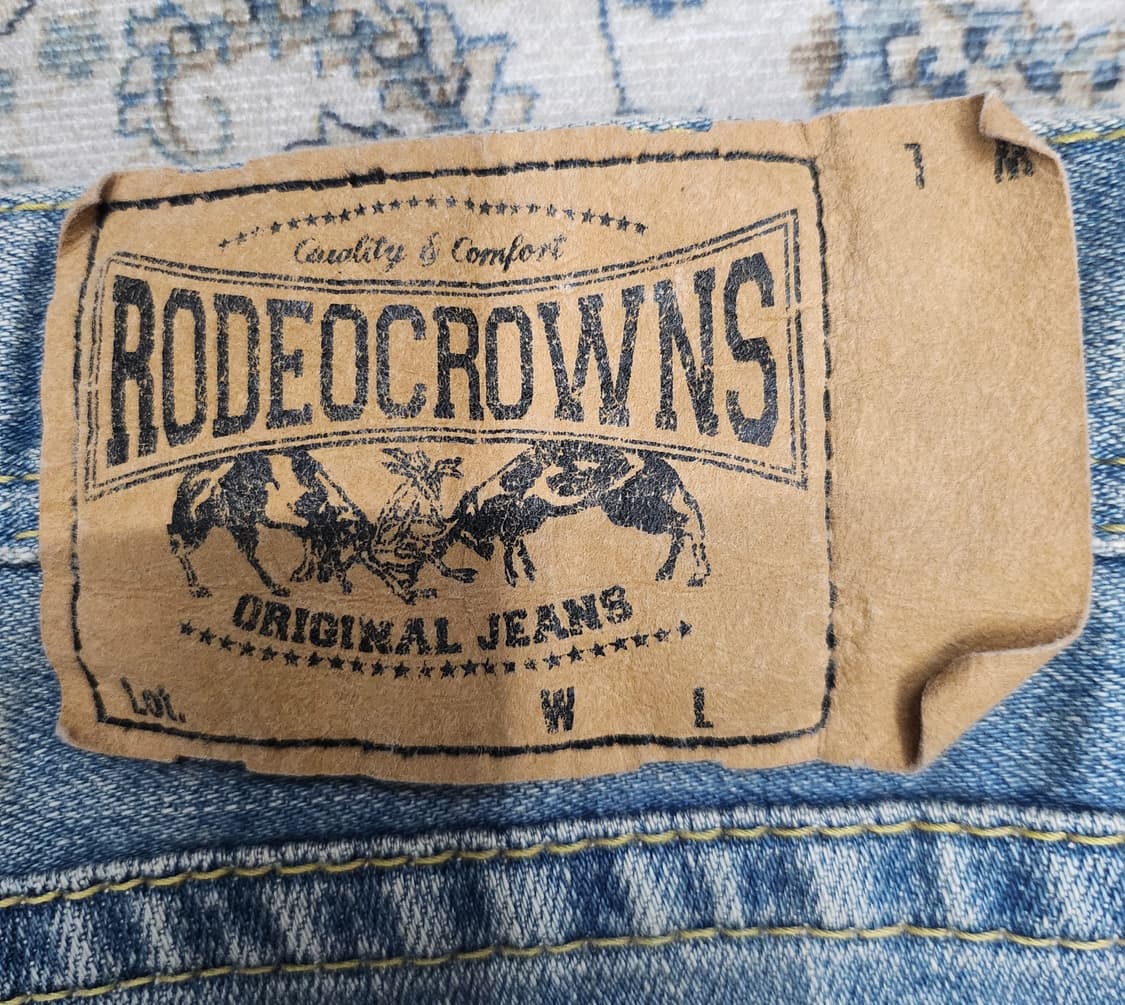 Quality & Comfort
RODEOCROWNS
ORIGINAL JEANS
Lot.
W L